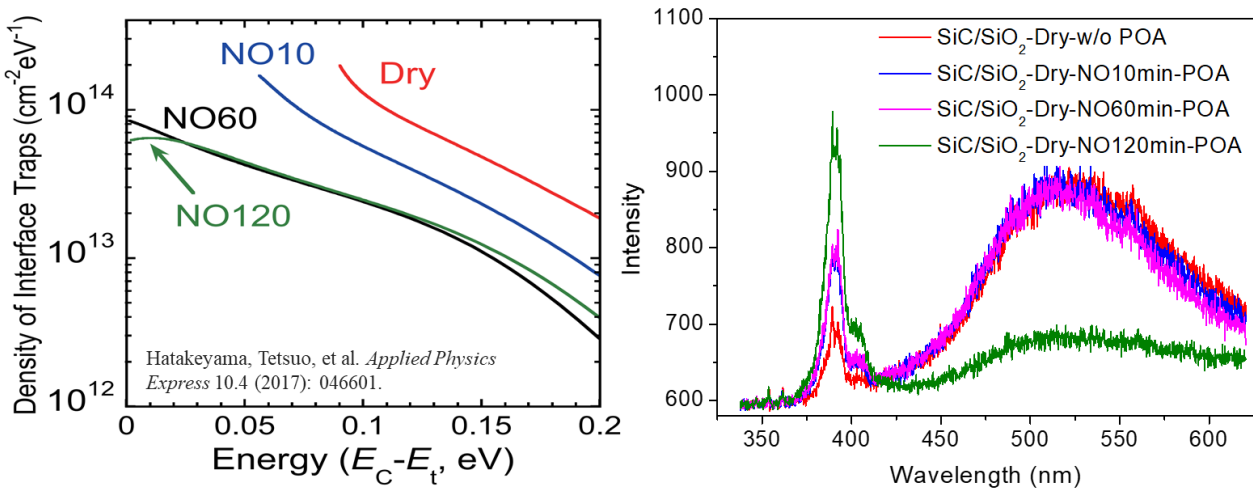 Density of Interface Traps (cm⁻²eV⁻¹)
10¹⁴
10¹³
10¹²
NO10
Dry
NO60
NO120
Hatakeyama, Tetsuo, et al. Applied Physics
Express 10.4 (2017): 046601.
0 0.05 0.1 0.15 0.2
Energy (E_C-E_t, eV)
Intensity
1100
1000
900
800
700
600
SiC/SiO₂-Dry-w/o POA
SiC/SiO₂-Dry-NO10min-POA
SiC/SiO₂-Dry-NO60min-POA
SiC/SiO₂-Dry-NO120min-POA
350 400 450 500 550 600
Wavelength (nm)